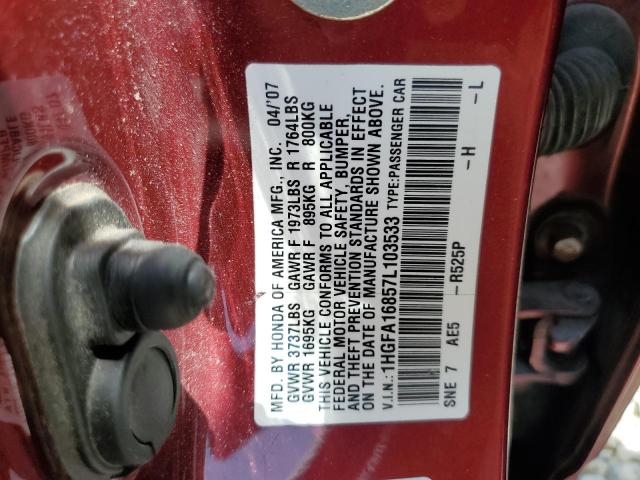 MFD. BY HONDA OF AMERICA MFG., INC. 04/'07
GVWR 3737LBS GAWR F 1973LBS R 1764LBS
GVWR 1695KG GAWR F 895KG R 800KG
THIS VEHICLE CONFORMS TO ALL APPLICABLE
FEDERAL MOTOR VEHICLE SAFETY, BUMPER,
AND THEFT PREVENTION STANDARDS IN EFFECT
ON THE DATE OF MANUFACTURE SHOWN ABOVE.
V.I.N.: 1HGFA16857L103533 TYPE:PASSENGER CAR
SNE 7 AE5 – R525P – H – L